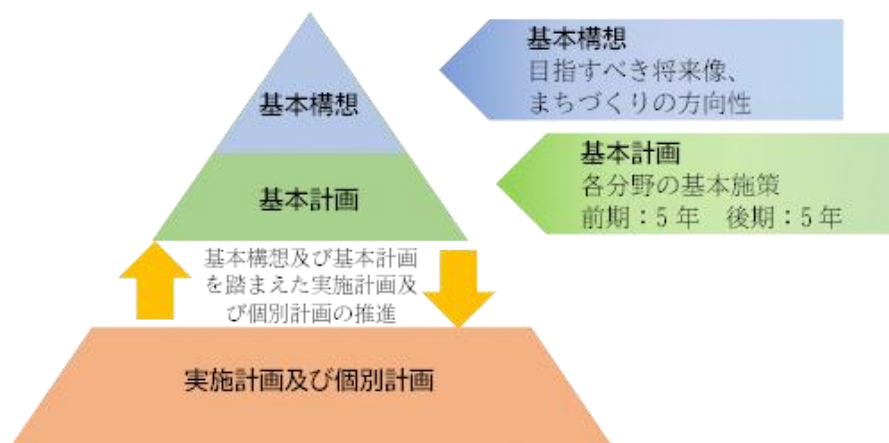 基本構想
基本構想
目指すべき将来像、
まちづくりの方向性
基本計画
基本計画
各分野の基本施策
前期:5年 後期:5年
基本構想及び基本計画
を踏まえた実施計画及
び個別計画の推進
実施計画及び個別計画